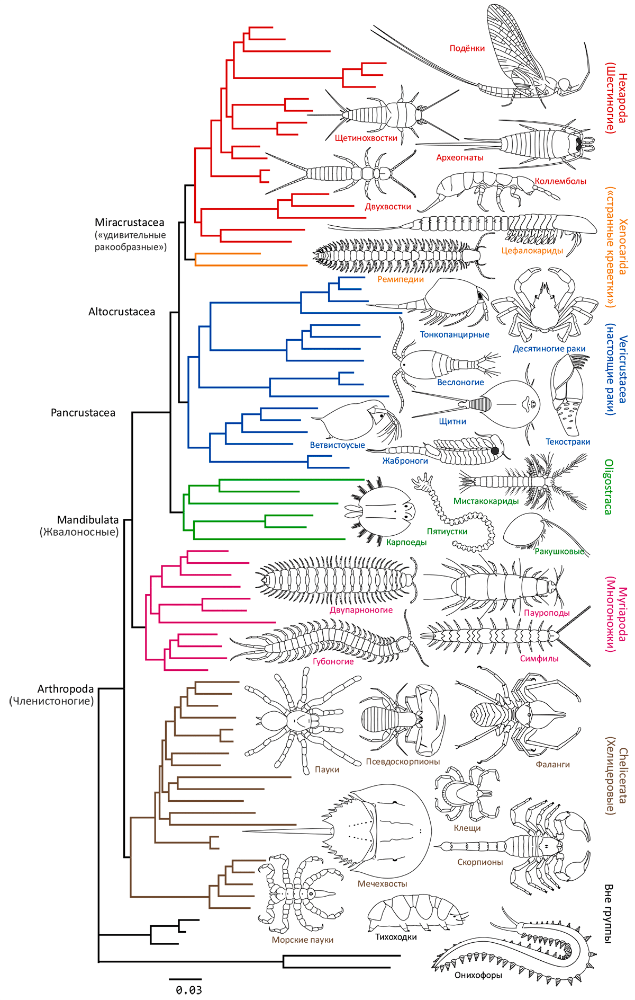 Подёнки
Hexapoda
(Шестиногие)
Щетинохвостки
Археогнаты
Коллемболы
Двухвостки
Miracrustacea
(«удивительные
ракообразные»)
Xenocarida
(«странные креветки»)
Цефалокариды
Ремипедии
Altocrustacea
Тонкопанцирные
Десятиногие раки
Vericrustacea
(настоящие раки)
Веслоногие
Pancrustacea
Щитни
Текостраки
Ветвистоусые
Жаброноги
Oligostraca
Мистакокариды
Mandibulata
(Жвалоносные)
Пятиустки
Карпоеды
Ракушковые
Myriapoda
(Многоножки)
Двупарноногие
Пауроподы
Губоногие
Симфилы
Arthropoda
(Членистоногие)
Chelicerata
(Хелицеровые)
Пауки
Псевдоскорпионы
Фаланги
Клещи
Скорпионы
Мечехвосты
Вне группы
Морские пауки
Тихоходки
Онихофоры
0.03